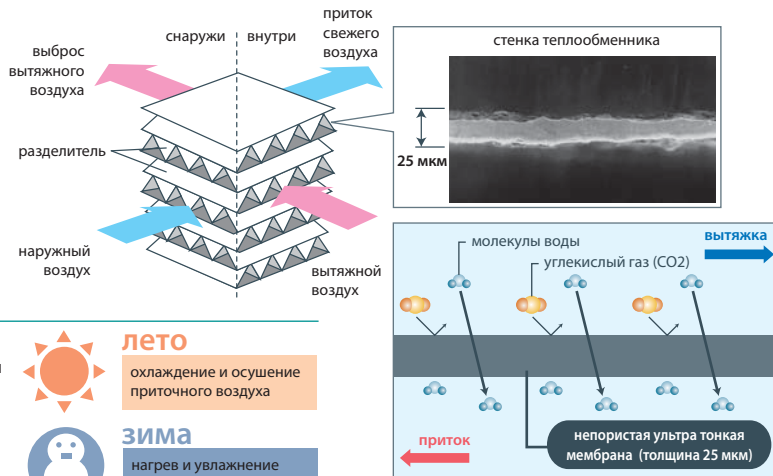 снаружи
внутри
приток
свежего
воздуха
выброс
вытяжного
воздуха
разделитель
наружный
воздух
вытяжной
воздух
стенка теплообменника
25 мкм
молекулы воды
углекислый газ (CO2)
вытяжка
приток
непористая ультра тонкая
мембрана (толщина 25 мкм)
лето
охлаждение и осушение
приточного воздуха
зима
нагрев и увлажнение